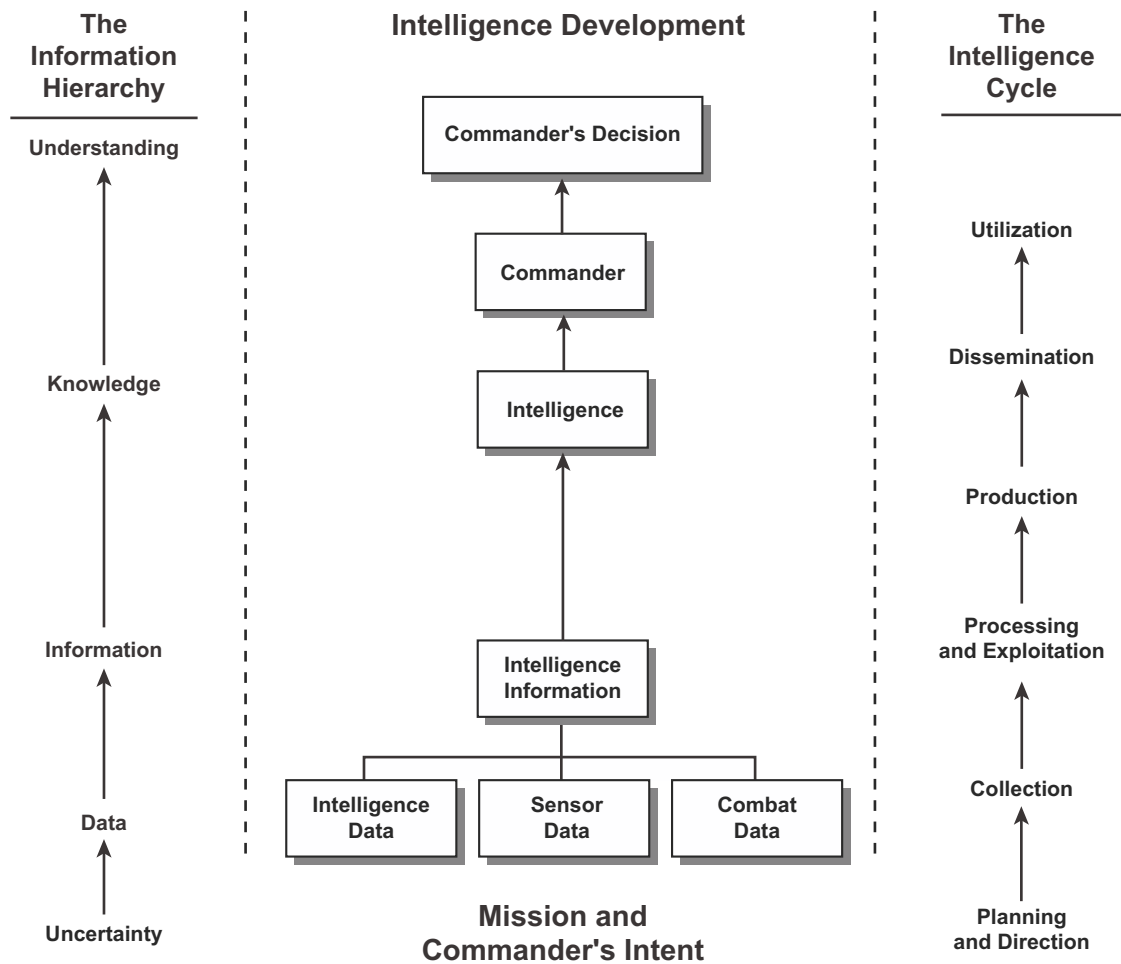 The
Information
Hierarchy
Understanding
Knowledge
Information
Data
Uncertainty
Intelligence Development
Commander's Decision
Commander
Intelligence
Intelligence
Information
Intelligence
Data
Sensor
Data
Combat
Data
Mission and
Commander's Intent
The
Intelligence
Cycle
Utilization
Dissemination
Production
Processing
and Exploitation
Collection
Planning
and Direction